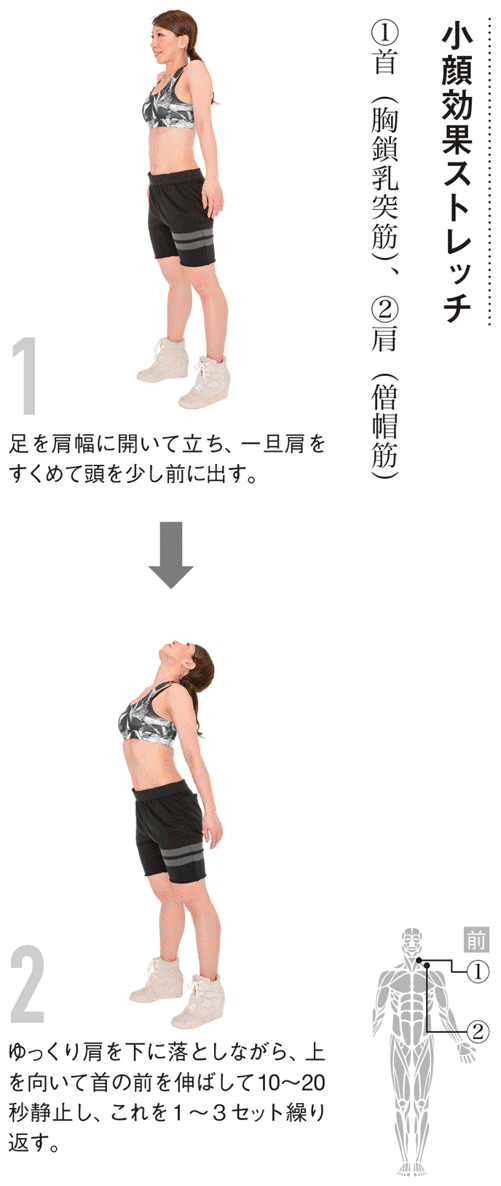 小顔効果ストレッチ
①首（胸鎖乳突筋）、②肩（僧帽筋）
1
足を肩幅に開いて立ち、一旦肩を
すくめて頭を少し前に出す。
2
ゆっくり肩を下に落としながら、上
を向いて首の前を伸ばして10〜20
秒静止し、これを1〜3セット繰り
返す。
前
①
②